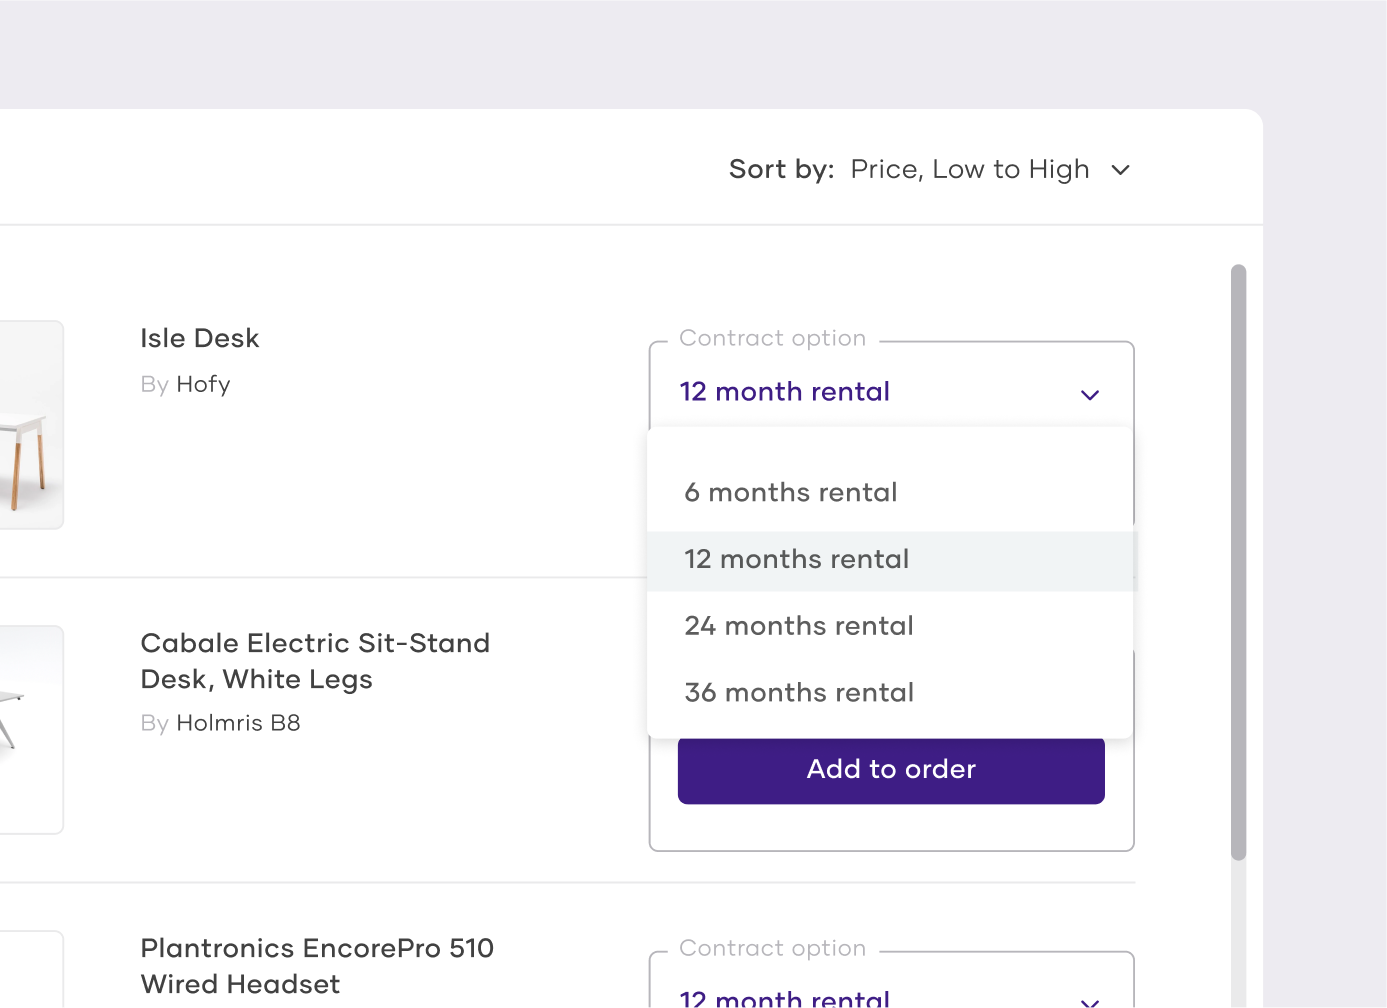 Sort by: Price, Low to High
Isle Desk
By Hofy
Contract option
12 month rental
6 months rental
12 months rental
24 months rental
36 months rental
Cabale Electric Sit-Stand
Desk, White Legs
By Holmris B8
Add to order
Plantronics EncorePro 510
Wired Headset
Contract option
12 month rental